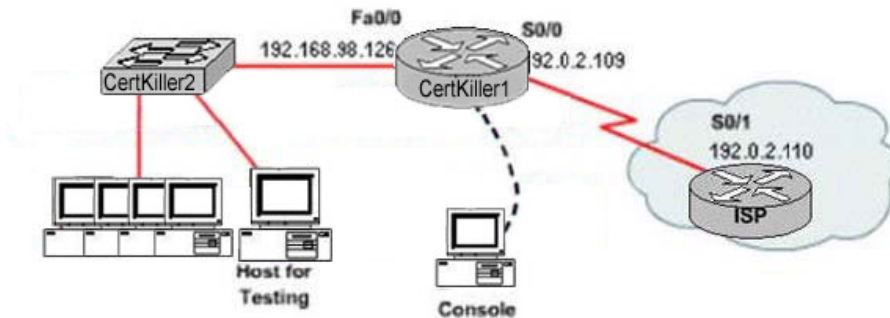 Fa0/0
S0/0
192.168.98.126
92.0.2.109
CertKiller2
CertKiller1
S0/1
192.0.2.110
ISP
Host for
Testing
Console